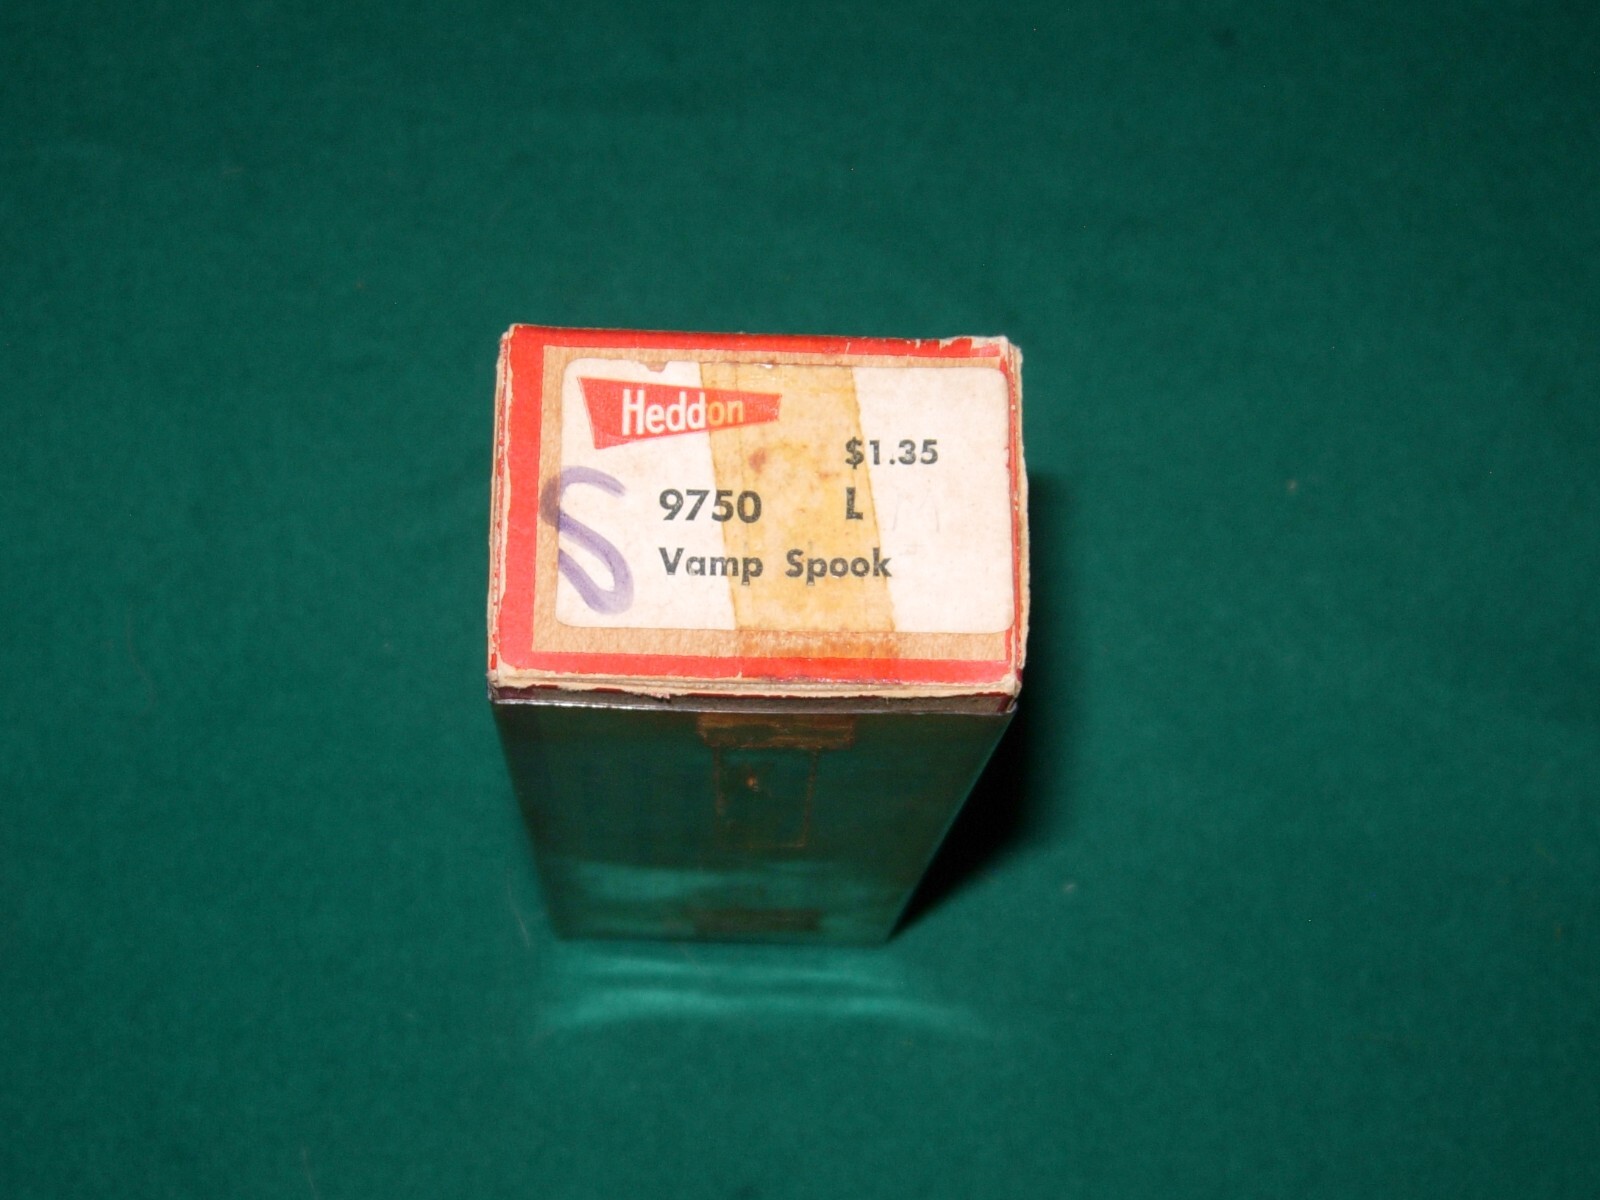 Heddon
$1.35
9750 L
Vamp Spook
S